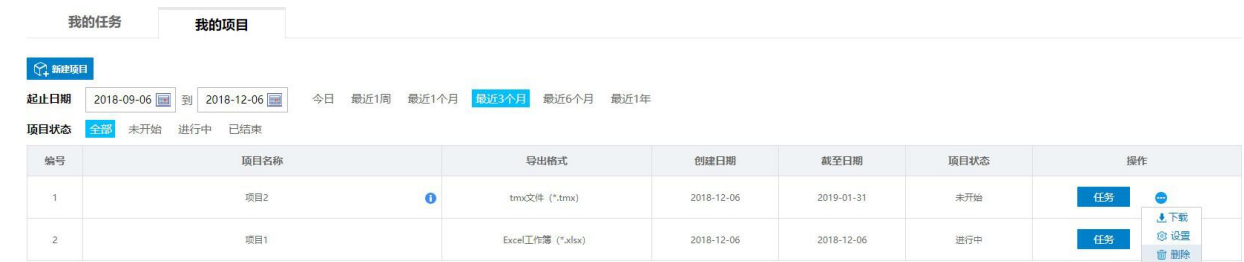 我的任务 我的项目
新建项目
起止日期 2018-09-06 到 2018-12-06 今日 最近1周 最近1个月 最近3个月 最近6个月 最近1年
项目状态 全部 未开始 进行中 已结束
编号 项目名称 导出格式 创建日期 截至日期 项目状态 操作
1 项目2 tmx文件 (*.tmx) 2018-12-06 2019-01-31 未开始 任务
下载
2 项目1 Excel工作簿 (*.xlsx) 2018-12-06 2018-12-06 进行中 任务 设置
删除